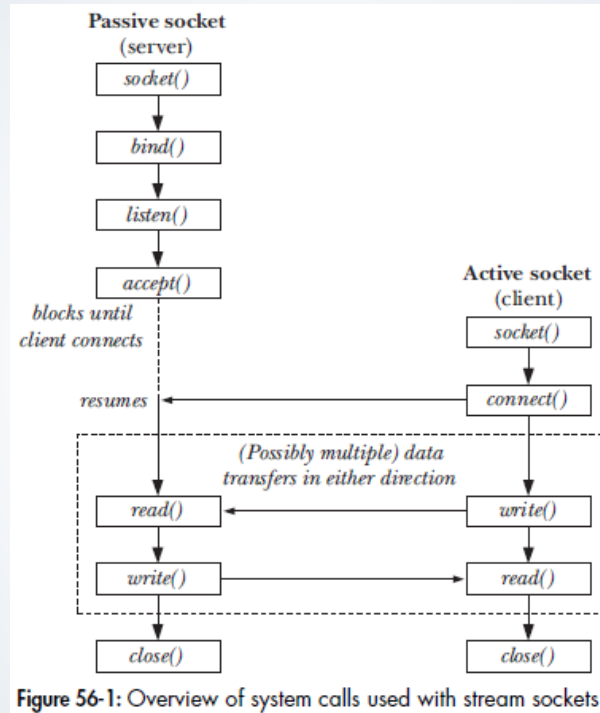 Passive socket
(server)
socket()
bind()
listen()
accept()
blocks until
client connects
resumes
Active socket
(client)
socket()
connect()
(Possibly multiple) data
transfers in either direction
read()
write()
write()
read()
close()
close()
Figure 56-1: Overview of system calls used with stream sockets